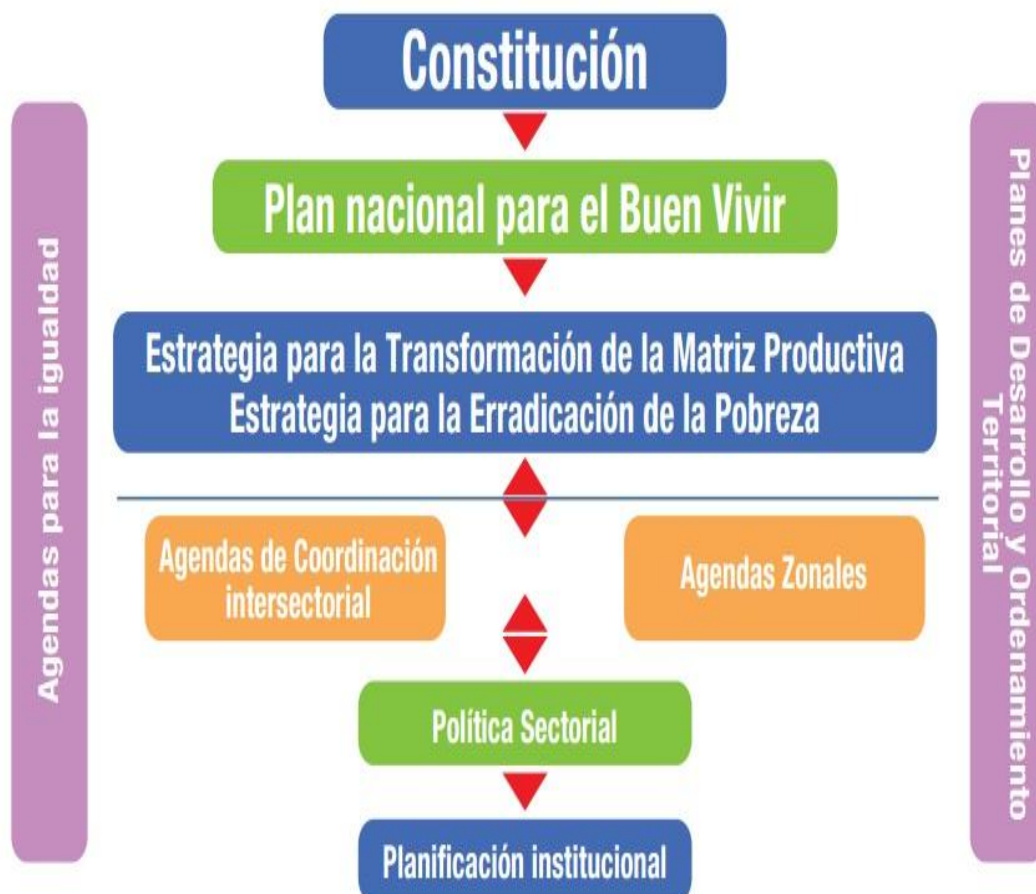 Constitución
Plan nacional para el Buen Vivir
Estrategia para la Transformación de la Matriz Productiva
Estrategia para la Erradicación de la Pobreza
Agendas de Coordinación
intersectorial
Agendas Zonales
Política Sectorial
Planificación institucional
Agendas para la igualdad
Planes de Desarrollo y Ordenamiento
Territorial